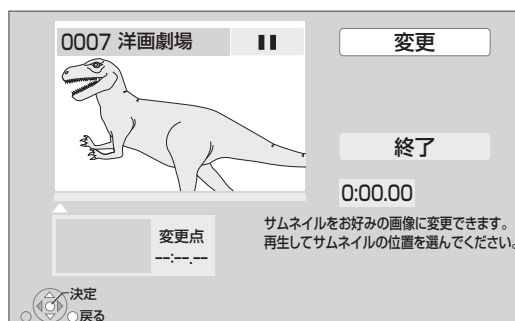 0007 洋画劇場
変更
終了
0:00.00
サムネイルをお好みの画像に変更できます。
再生してサムネイルの位置を選んでください。
変更点
--:--.--
決定
戻る